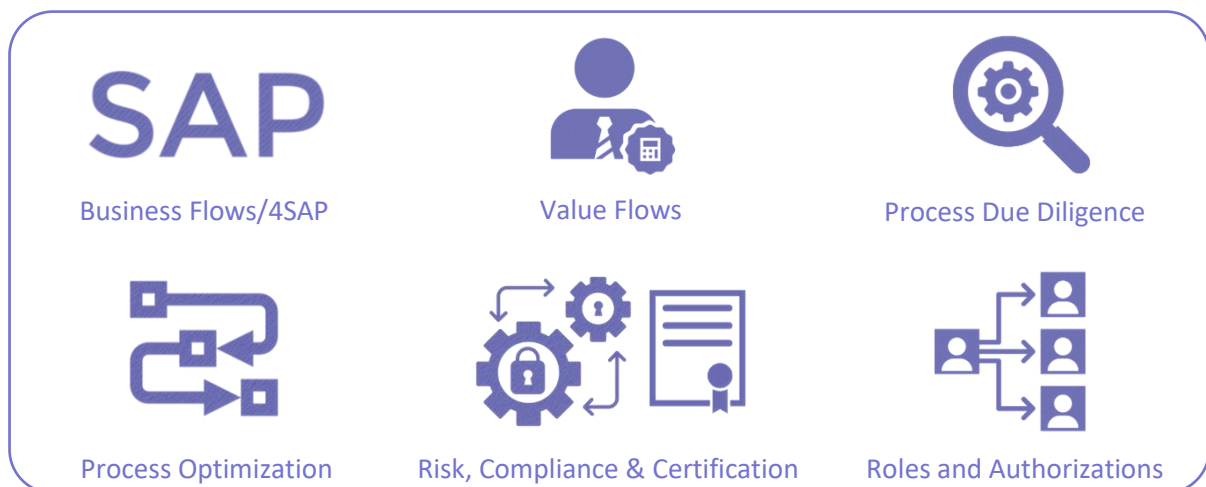 SAP
Business Flows/4SAP
Value Flows
Process Due Diligence
Process Optimization
Risk, Compliance & Certification
Roles and Authorizations